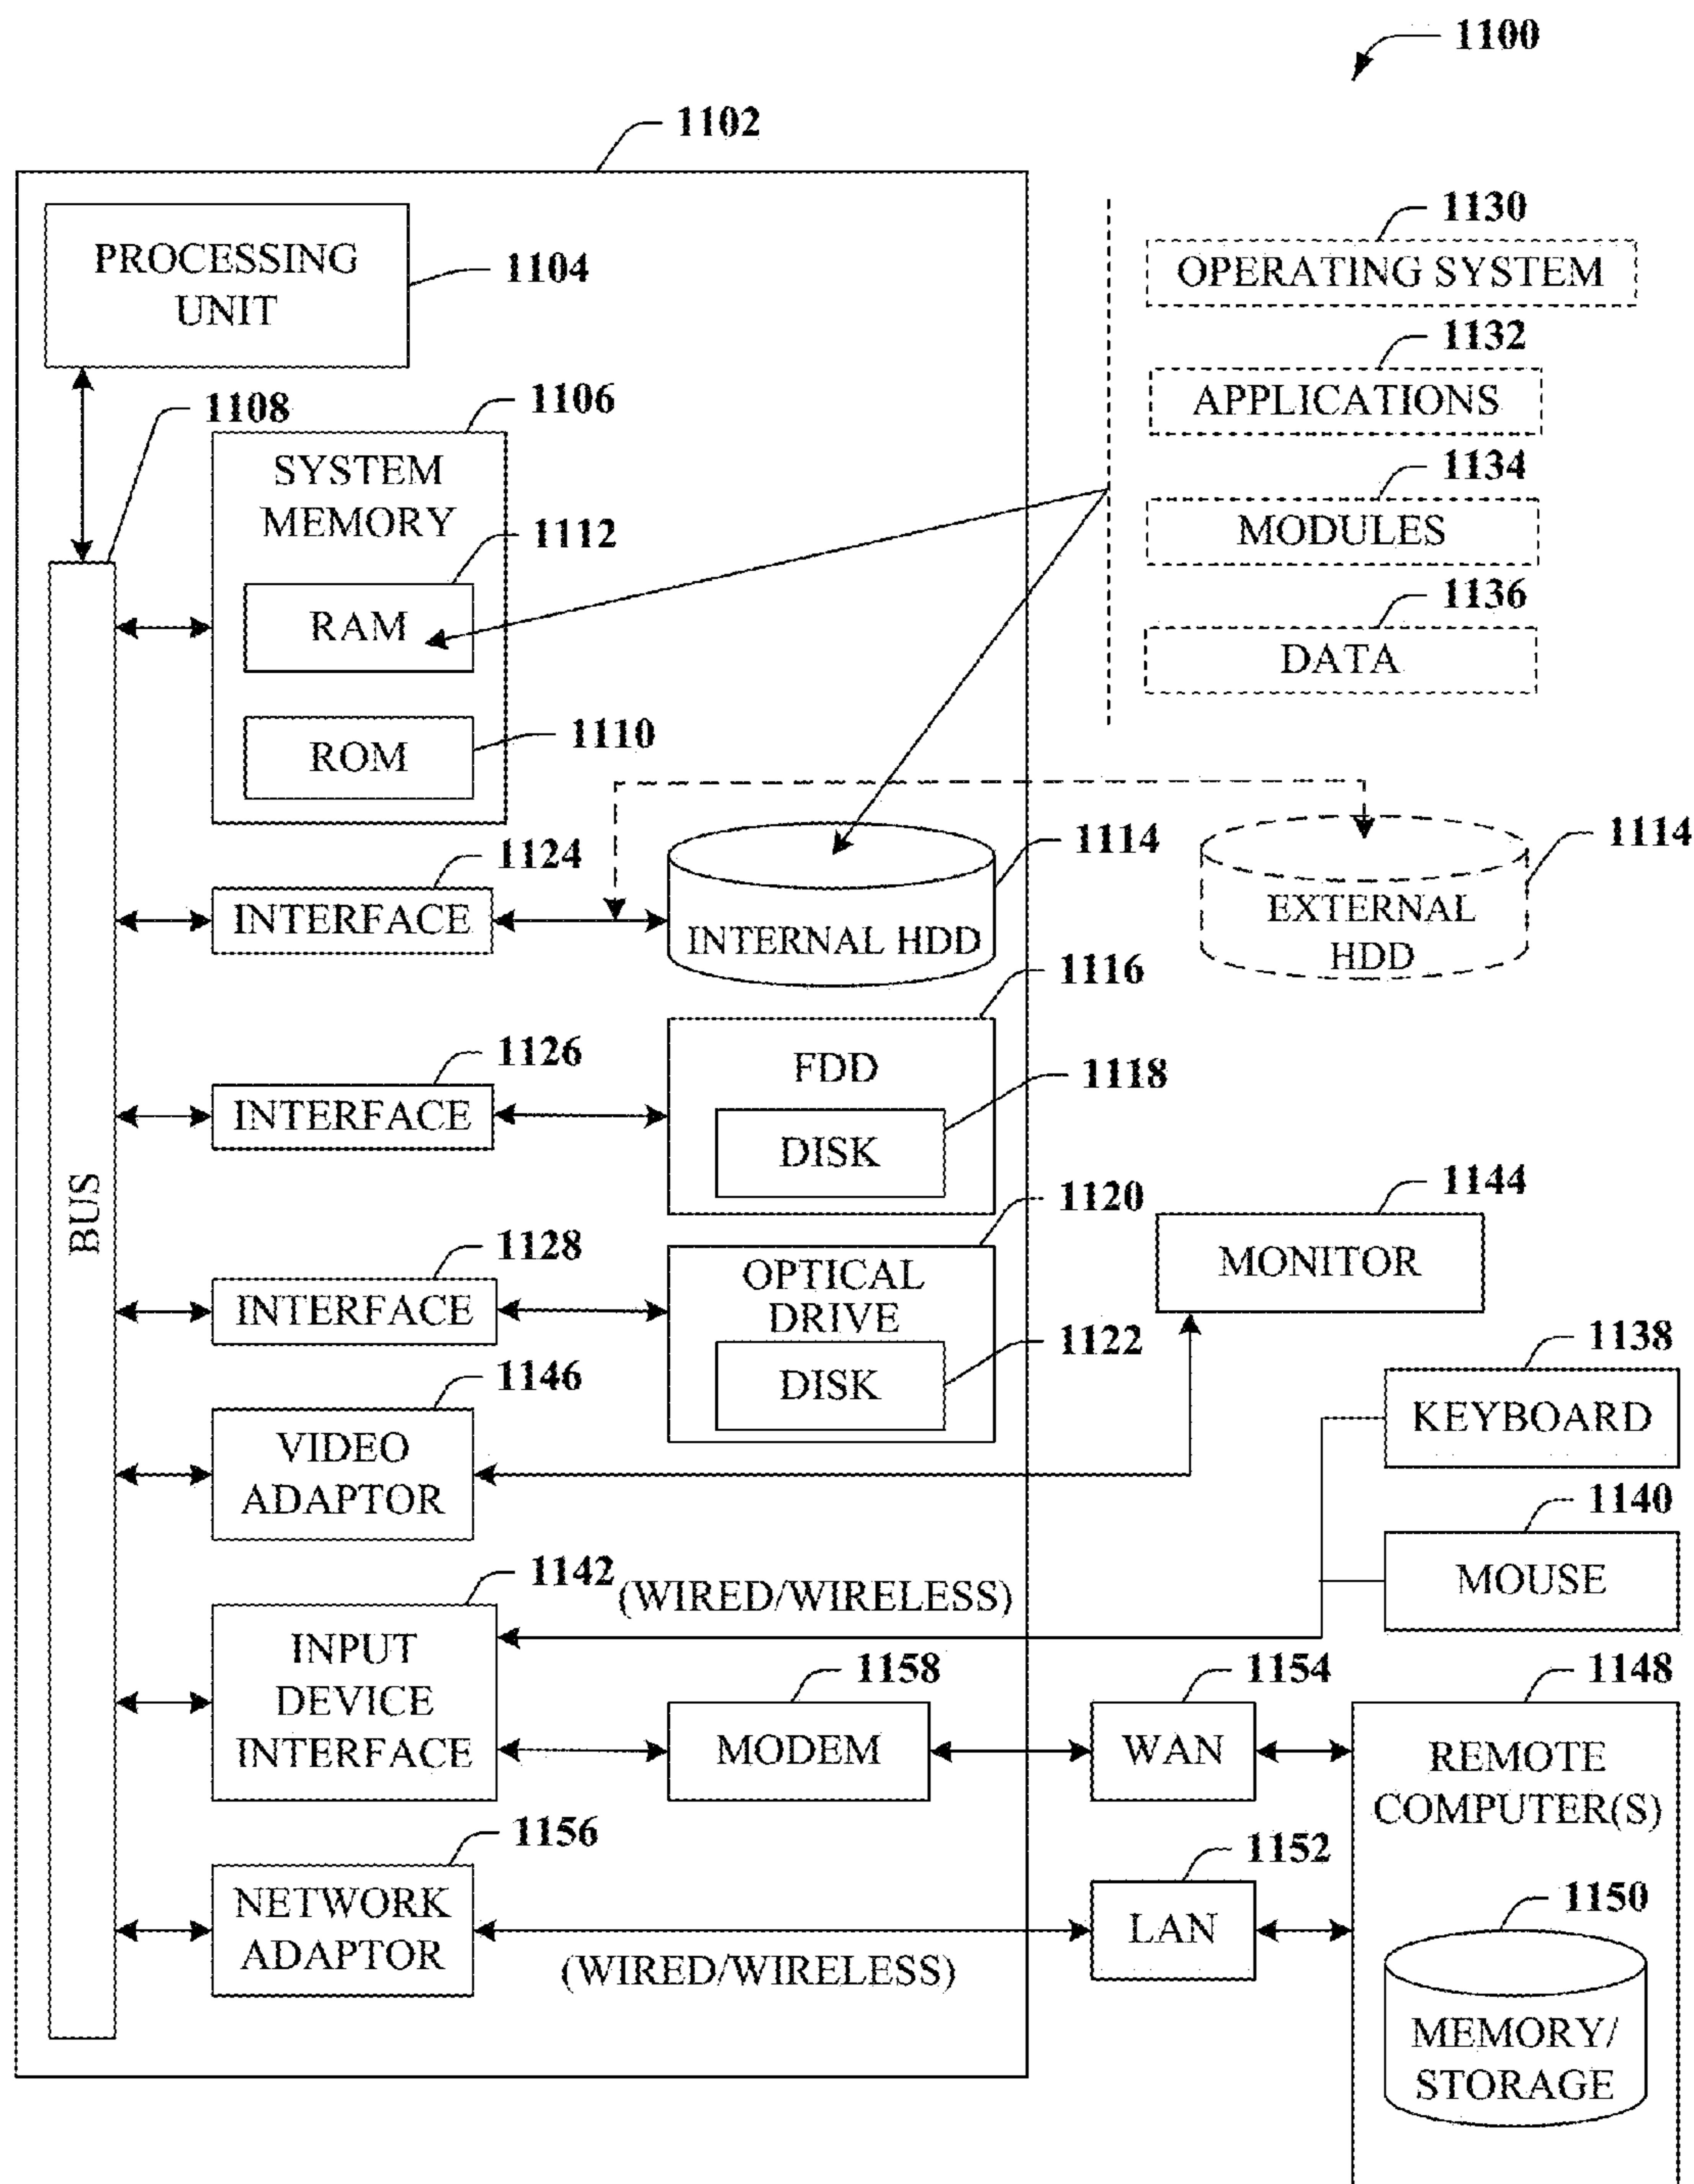 1100
1102
PROCESSING
UNIT
1104
1130
OPERATING SYSTEM
1132
APPLICATIONS
1134
MODULES
1136
DATA
1108
1106
SYSTEM
MEMORY
1112
RAM
ROM
1110
1124
INTERFACE
1114
INTERNAL HDD
1114
EXTERNAL
HDD
1116
FDD
1118
DISK
1126
INTERFACE
BUS
1120
OPTICAL
DRIVE
1122
DISK
1128
INTERFACE
1144
MONITOR
1146
VIDEO
ADAPTOR
1138
KEYBOARD
1140
MOUSE
1142
(WIRED/WIRELESS)
INPUT
DEVICE
INTERFACE
1158
MODEM
1154
WAN
1148
REMOTE
COMPUTER(S)
1156
NETWORK
ADAPTOR
(WIRED/WIRELESS)
1152
LAN
1150
MEMORY/
STORAGE